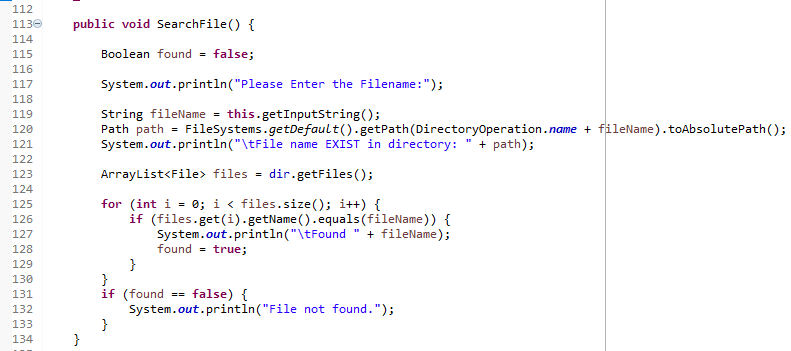 112
113 public void SearchFile() {
114
115 Boolean found = false;
116
117 System.out.println("Please Enter the Filename:");
118
119 String fileName = this.getInputString();
120 Path path = FileSystems.getDefault().getPath(DirectoryOperation.name + fileName).toAbsolutePath();
121 System.out.println("\tFile name EXIST in directory: " + path);
122
123 ArrayList<File> files = dir.getFiles();
124
125 for (int i = 0; i < files.size(); i++) {
126 if (files.get(i).getName().equals(fileName)) {
127 System.out.println("\tFound " + fileName);
128 found = true;
129 }
130 }
131 if (found == false) {
132 System.out.println("File not found.");
133 }
134 }